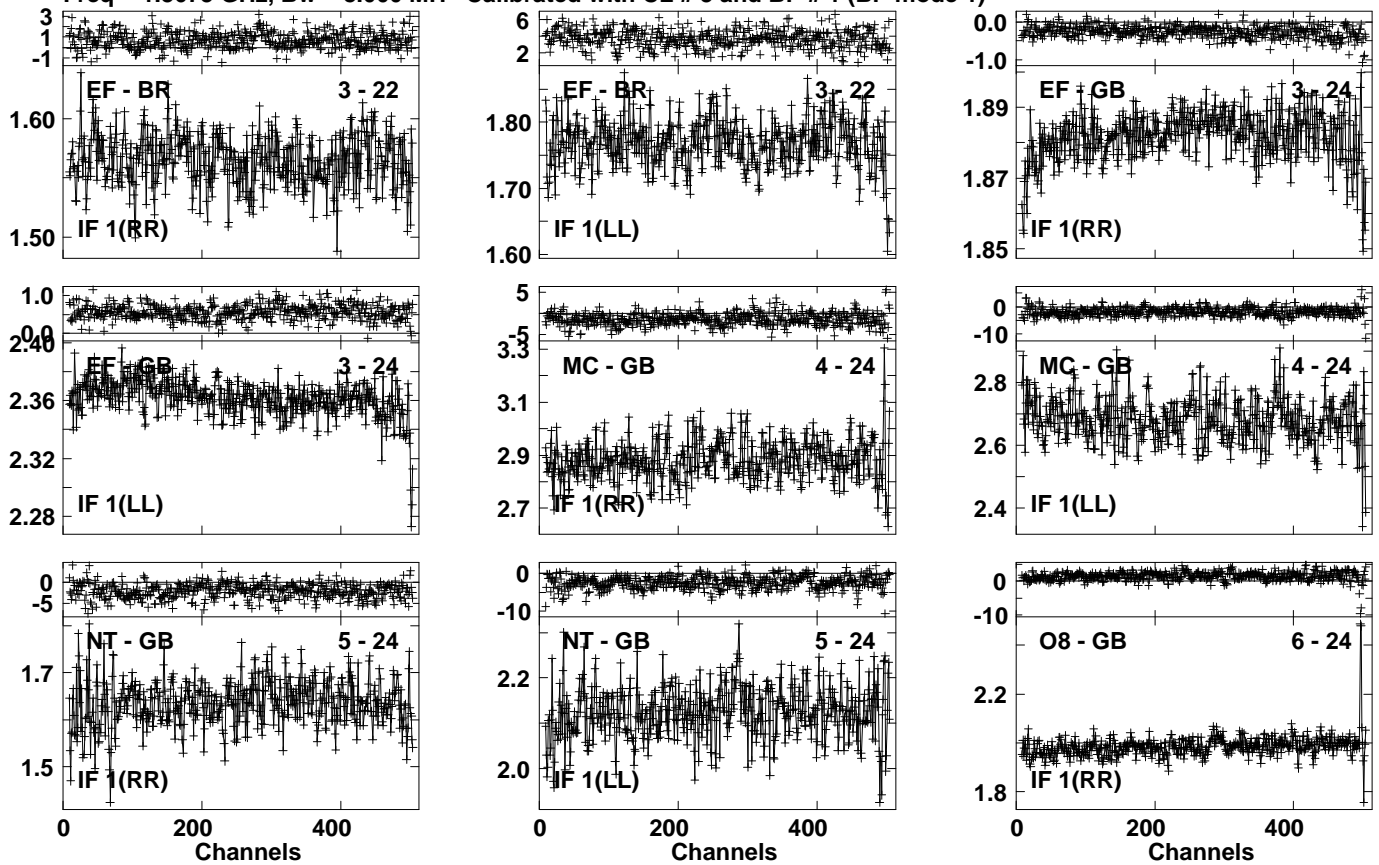 Calibrated with CL # 8 and BP # 1 (BP mode 1)
3
1
-1
EF - BR 3 - 22
1.60
1.50
IF 1(RR)
6
4
2
EF - BR 3 - 22
1.80
1.70
1.60
IF 1(LL)
0.0
-1.0
EF - GB 3 - 24
1.89
1.87
1.85
IF 1(RR)
1.0
0.0
2.40
EF - GB 3 - 24
2.36
2.32
2.28
IF 1(LL)
5
-5
3.3
MC - GB 4 - 24
3.1
2.9
2.7
IF 1(RR)
0
-10
MC - GB 4 - 24
2.8
2.6
2.4
IF 1(LL)
0
-5
NT - GB 5 - 24
1.7
1.5
IF 1(RR)
0 200 400
Channels
0
-10
NT - GB 5 - 24
2.2
2.0
IF 1(LL)
0 200 400
Channels
0
-10
O8 - GB 6 - 24
2.2
1.8
IF 1(RR)
0 200 400
Channels